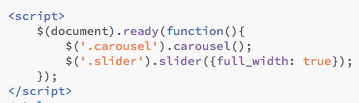 <script>
    $(document).ready(function(){
        $('.carousel').carousel();
        $('.slider').slider({full_width: true});
    });
</script>